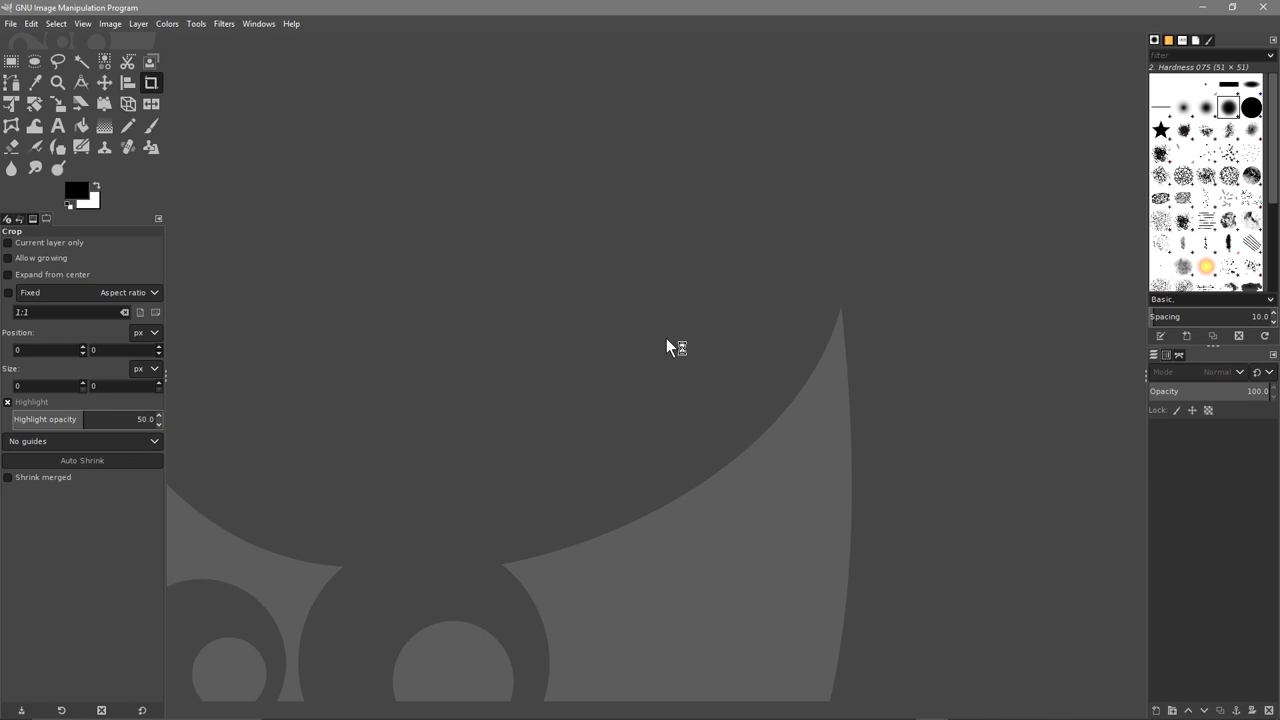 GNU Image Manipulation Program
File Edit Select View Image Layer Colors Tools Filters Windows Help
filter
2. Hardness 075 (51 × 51)
Crop
Current layer only
Allow growing
Expand from center
Fixed Aspect ratio
1:1
Position: px
0 0
Size: px
0 0
Highlight
Highlight opacity 50.0
No guides
Auto Shrink
Shrink merged
Basic,
Spacing 10.0
Mode Normal
Opacity 100.0
Lock: